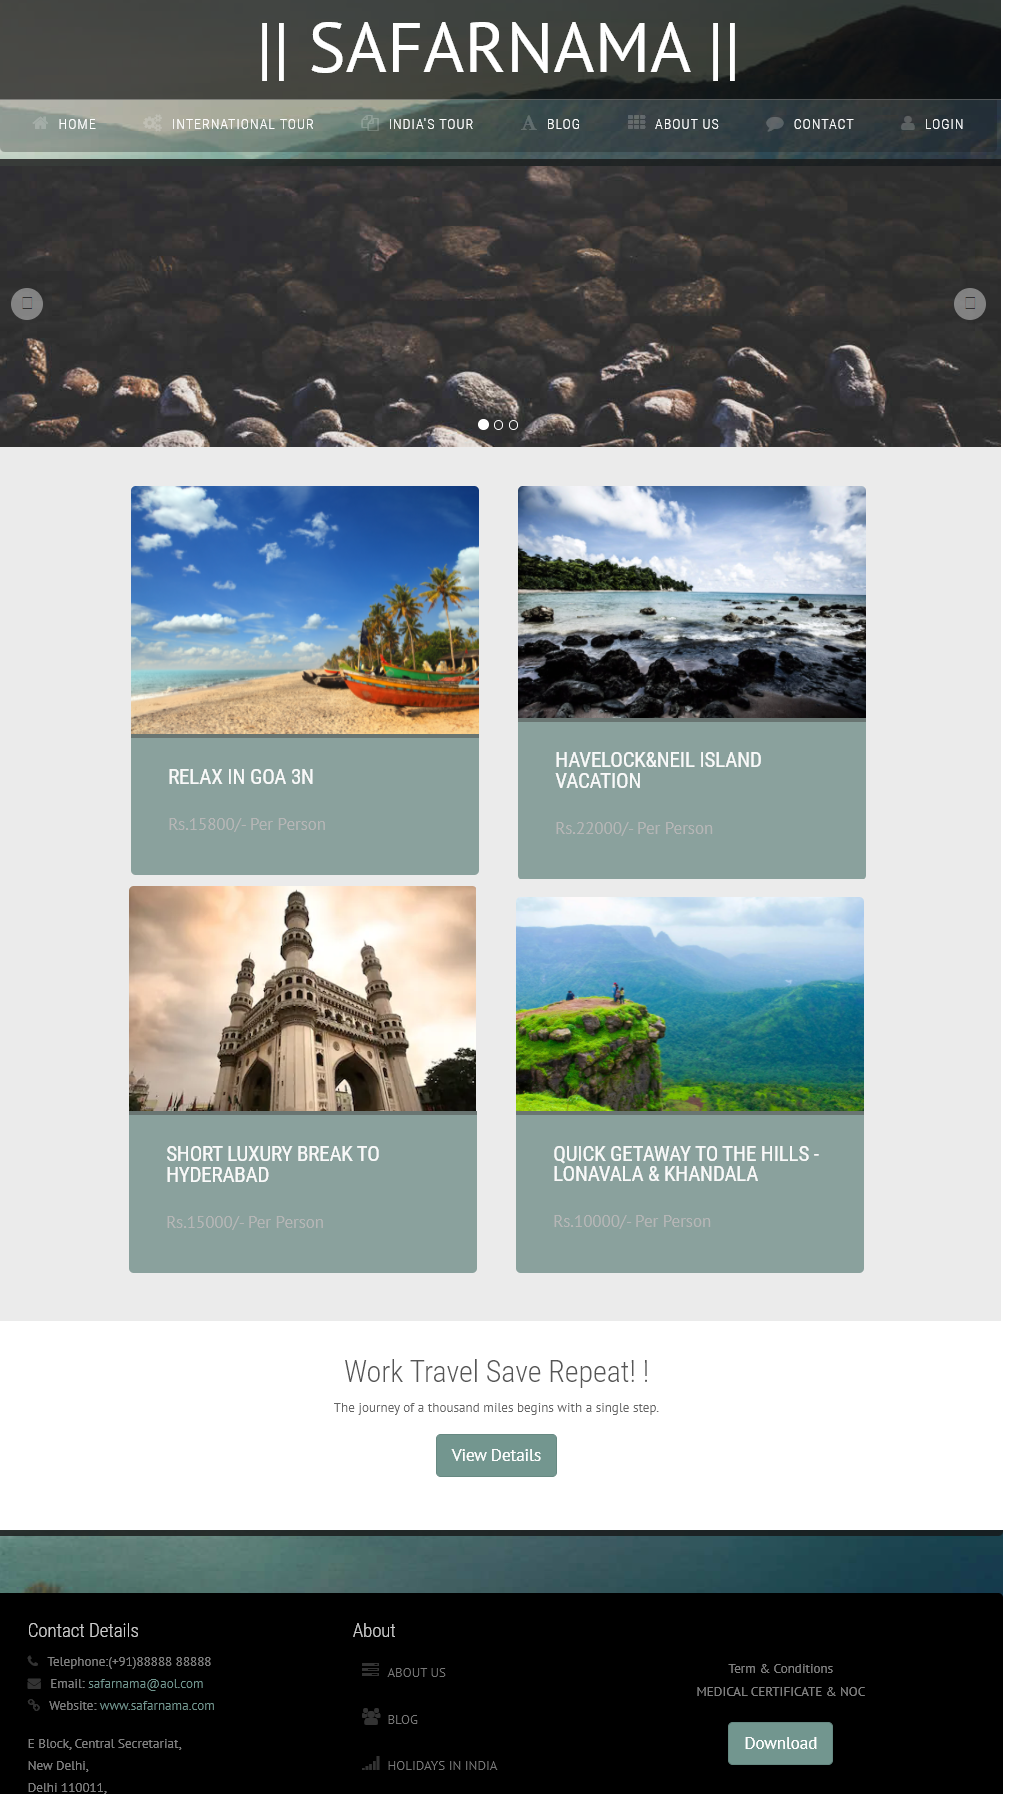 || SAFARNAMA ||
HOME INTERNATIONAL TOUR INDIA'S TOUR BLOG ABOUT US CONTACT LOGIN
RELAX IN GOA 3N
Rs.15800/- Per Person
HAVELOCK&NEIL ISLAND
VACATION
Rs.22000/- Per Person
SHORT LUXURY BREAK TO
HYDERABAD
Rs.15000/- Per Person
QUICK GETAWAY TO THE HILLS -
LONAVALA & KHANDALA
Rs.10000/- Per Person
Work Travel Save Repeat! !
The journey of a thousand miles begins with a single step.
View Details
Contact Details
Telephone:(+91)88888 88888
Email: safarnama@aol.com
Website: www.safarnama.com
E Block, Central Secretariat,
New Delhi,
Delhi 110011,
About
ABOUT US
BLOG
HOLIDAYS IN INDIA
Term & Conditions
MEDICAL CERTIFICATE & NOC
Download